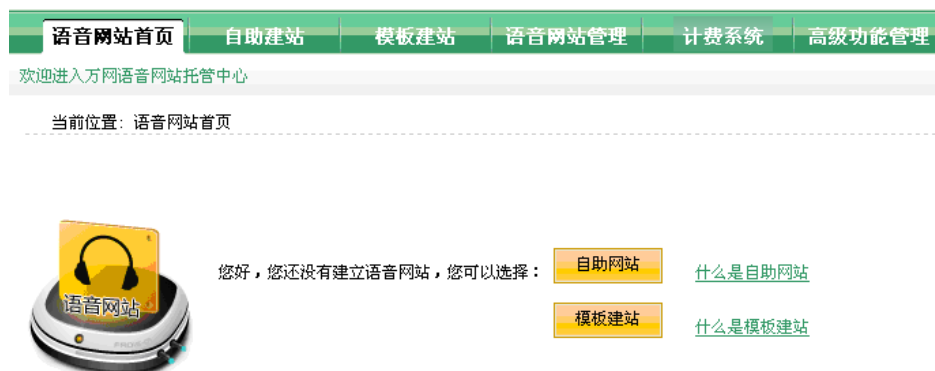 语音网站首页 自助建站 模板建站 语音网站管理 计费系统 高级功能管理
欢迎进入万网语音网站托管中心
当前位置：语音网站首页
您好，您还没有建立语音网站，您可以选择： 自助网站 什么是自助网站
语音网站
模板建站 什么是模板建站